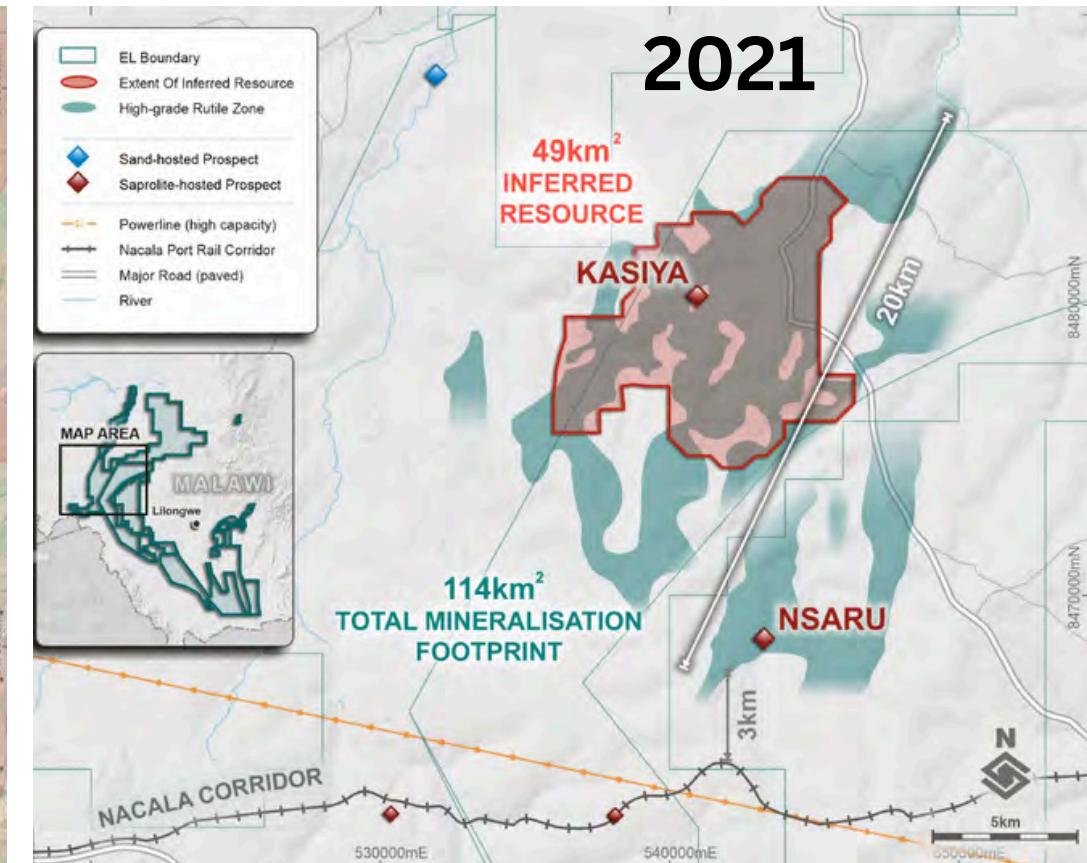 2021
EL Boundary
Extent Of Inferred Resource
High-grade Rutile Zone
Sand-hosted Prospect
Saprolite-hosted Prospect
Powerline (high capacity)
Nacala Port Rail Corridor
Major Road (paved)
River
49km²
INFERRED
RESOURCE
KASIYA
20km
8480000mN
MAP AREA
MALAWI
Lilongwe
114km²
TOTAL MINERALISATION
FOOTPRINT
NSARU
8470000mN
3km
N
NACALA CORRIDOR
5km
530000mE
540000mE
550000mE